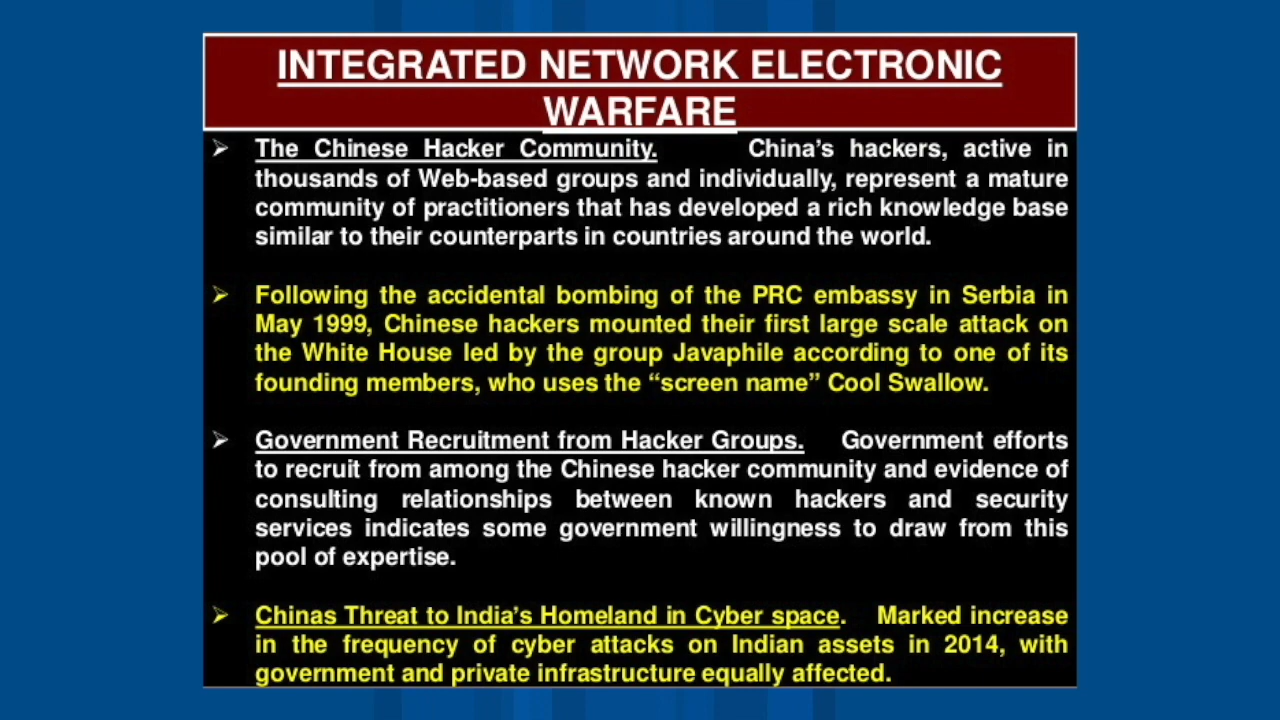 INTEGRATED NETWORK ELECTRONIC
WARFARE
➢ The Chinese Hacker Community. China’s hackers, active in
thousands of Web-based groups and individually, represent a mature
community of practitioners that has developed a rich knowledge base
similar to their counterparts in countries around the world.
➢ Following the accidental bombing of the PRC embassy in Serbia in
May 1999, Chinese hackers mounted their first large scale attack on
the White House led by the group Javaphile according to one of its
founding members, who uses the “screen name” Cool Swallow.
➢ Government Recruitment from Hacker Groups. Government efforts
to recruit from among the Chinese hacker community and evidence of
consulting relationships between known hackers and security
services indicates some government willingness to draw from this
pool of expertise.
➢ Chinas Threat to India’s Homeland in Cyber space. Marked increase
in the frequency of cyber attacks on Indian assets in 2014, with
government and private infrastructure equally affected.